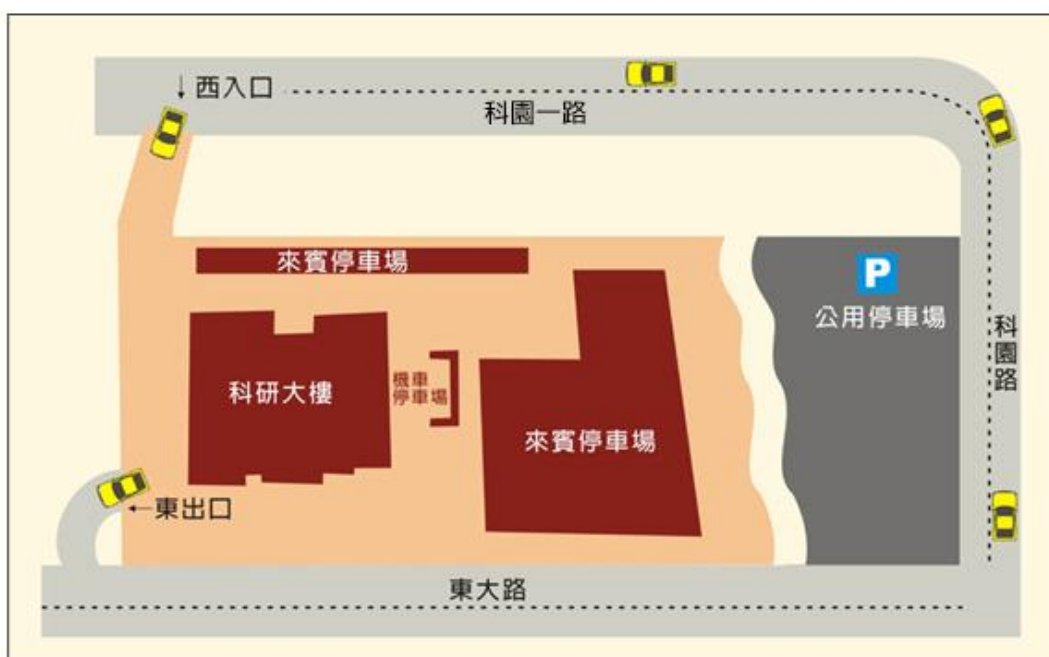 ↓西入口
科園一路
來賓停車場
P
公用停車場
科園路
科研大樓
機車
停車場
來賓停車場
←東出口
東大路